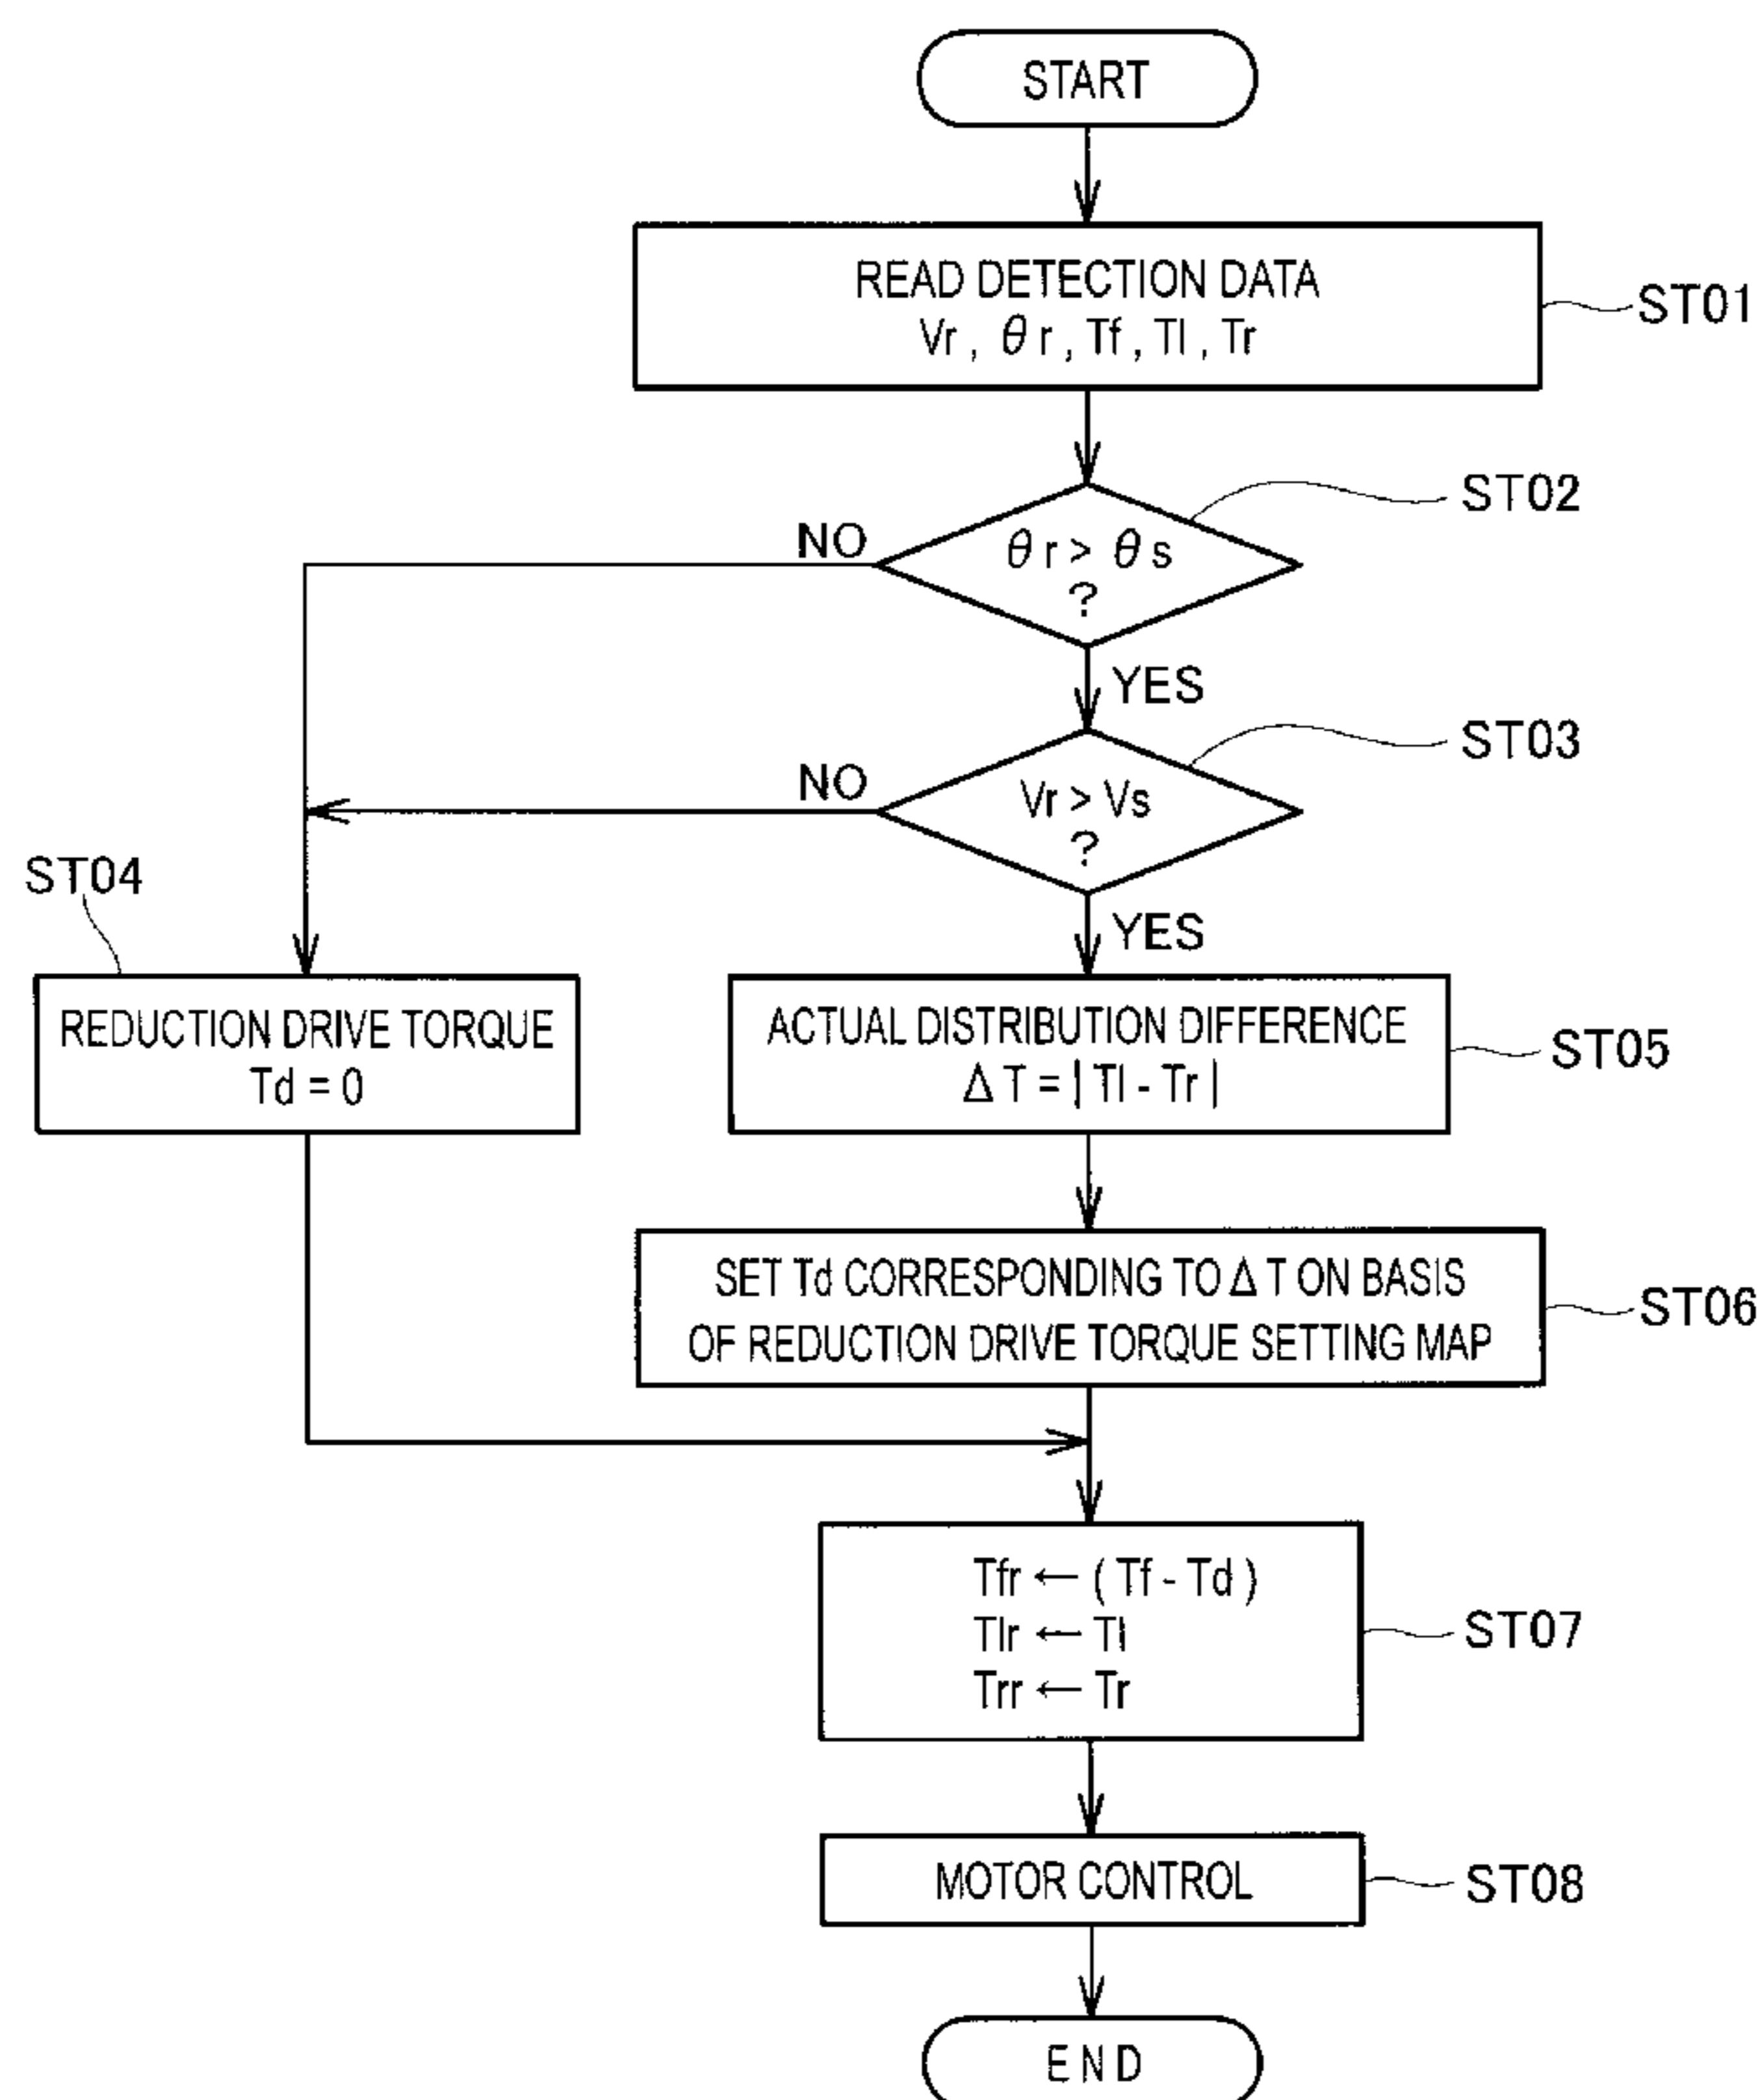 START
READ DETECTION DATA
Vr , θ r , Tf , Tl , Tr
ST01
ST02
NO
θ r > θ s
?
YES
ST03
NO
Vr > Vs
?
ST04
YES
REDUCTION DRIVE TORQUE
Td = 0
ACTUAL DISTRIBUTION DIFFERENCE
Δ T = | Tl - Tr |
ST05
SET Td CORRESPONDING TO Δ T ON BASIS
OF REDUCTION DRIVE TORQUE SETTING MAP
ST06
Tfr ← ( Tf - Td )
Tlr ← Tl
Trr ← Tr
ST07
MOTOR CONTROL
ST08
END